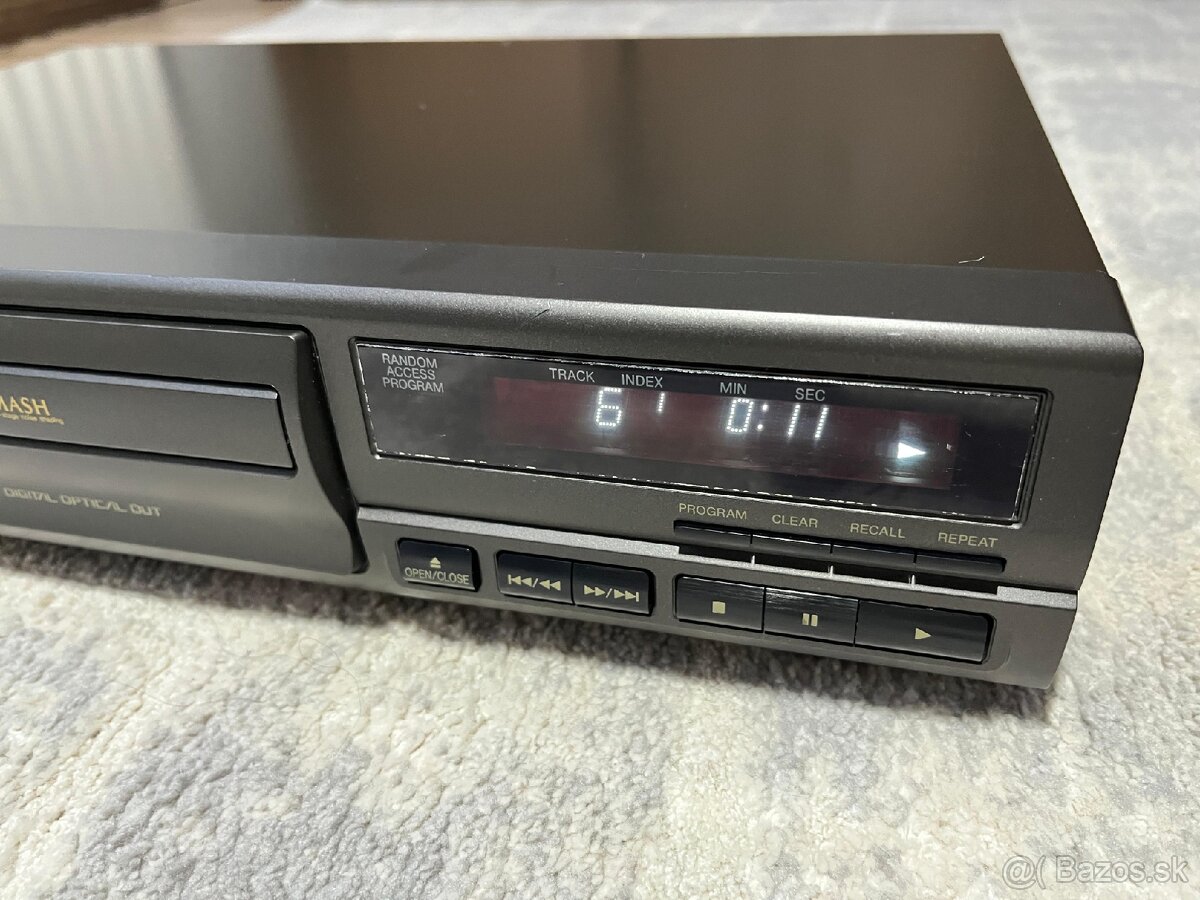 RANDOM
ACCESS
PROGRAM
TRACK INDEX MIN SEC
6 1 0:11
MASH
DIGITAL OPTICAL OUT
PROGRAM CLEAR RECALL REPEAT
OPEN/CLOSE
@( Bazos.sk